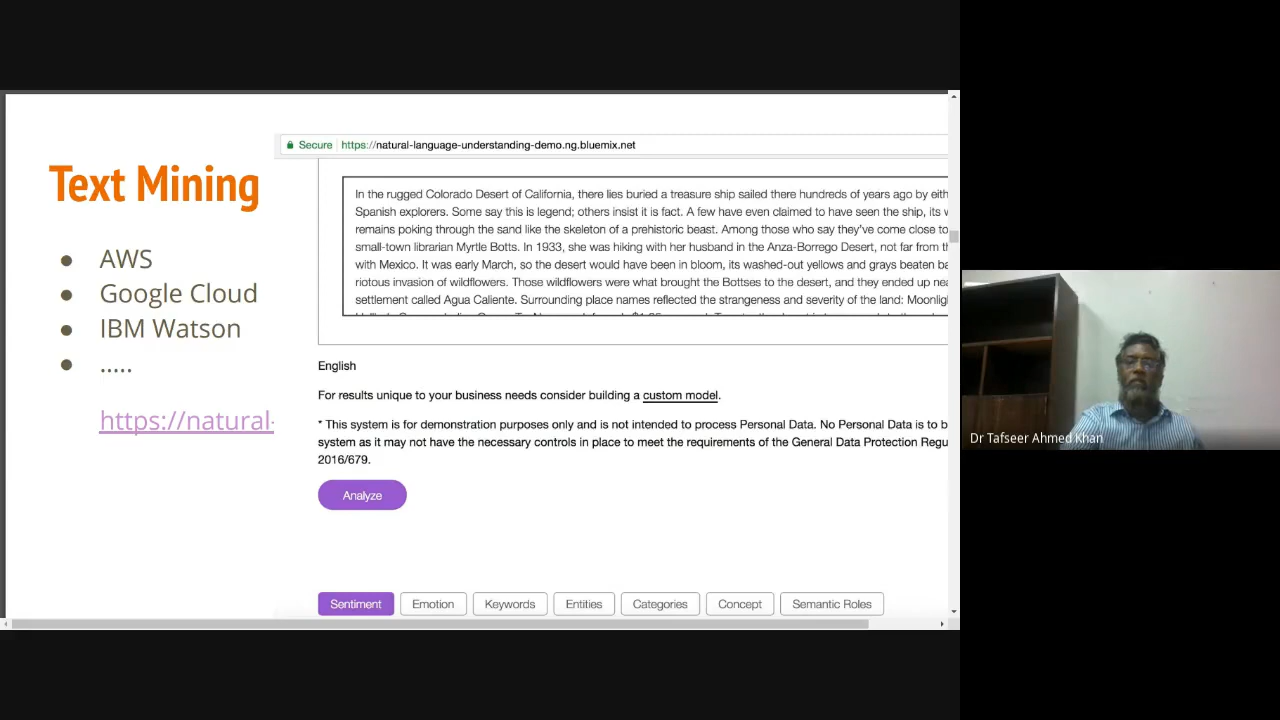 Text Mining
AWS
Google Cloud
IBM Watson
.....
https://natural-
Secure https://natural-language-understanding-demo.ng.bluemix.net
In the rugged Colorado Desert of California, there lies buried a treasure ship sailed there hundreds of years ago by eith
Spanish explorers. Some say this is legend; others insist it is fact. A few have even claimed to have seen the ship, its w
remains poking through the sand like the skeleton of a prehistoric beast. Among those who say they've come close to
small-town librarian Myrtle Botts. In 1933, she was hiking with her husband in the Anza-Borrego Desert, not far from th
with Mexico. It was early March, so the desert would have been in bloom, its washed-out yellows and grays beaten ba
riotous invasion of wildflowers. Those wildflowers were what brought the Bottses to the desert, and they ended up nea
settlement called Agua Caliente. Surrounding place names reflected the strangeness and severity of the land: Moonligh
English
For results unique to your business needs consider building a custom model.
* This system is for demonstration purposes only and is not intended to process Personal Data. No Personal Data is to b
system as it may not have the necessary controls in place to meet the requirements of the General Data Protection Regu
2016/679.
Analyze
Sentiment Emotion Keywords Entities Categories Concept Semantic Roles
Dr Tafseer Ahmed Khan